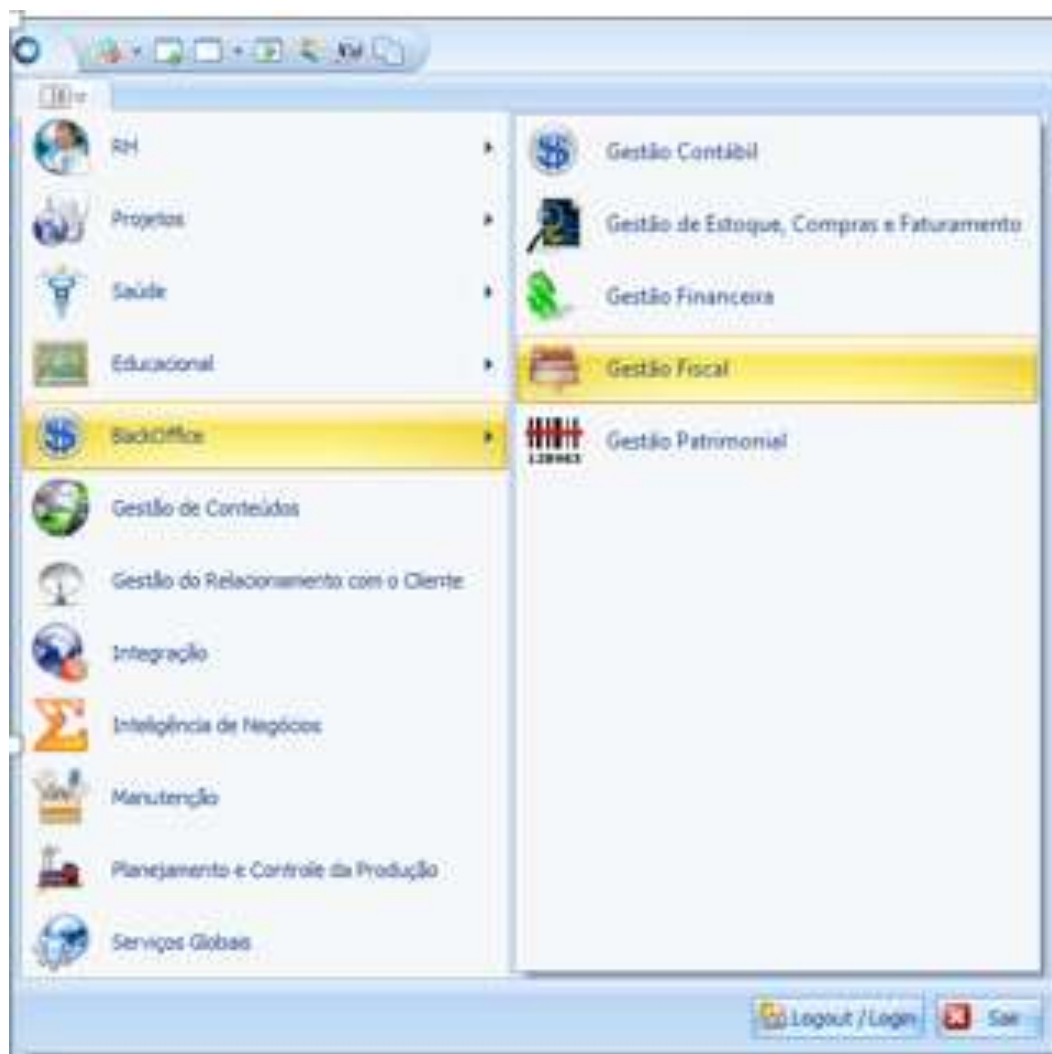 RH
Projetos
Saúde
Educacional
BackOffice
Gestão de Conteúdos
Gestão do Relacionamento com o Cliente
Integração
Inteligência de Negócios
Manutenção
Planejamento e Controle da Produção
Serviços Globais
Gestão Contábil
Gestão de Estoque, Compras e Faturamento
Gestão Financeira
Gestão Fiscal
Gestão Patrimonial
Logout / Login
Sair